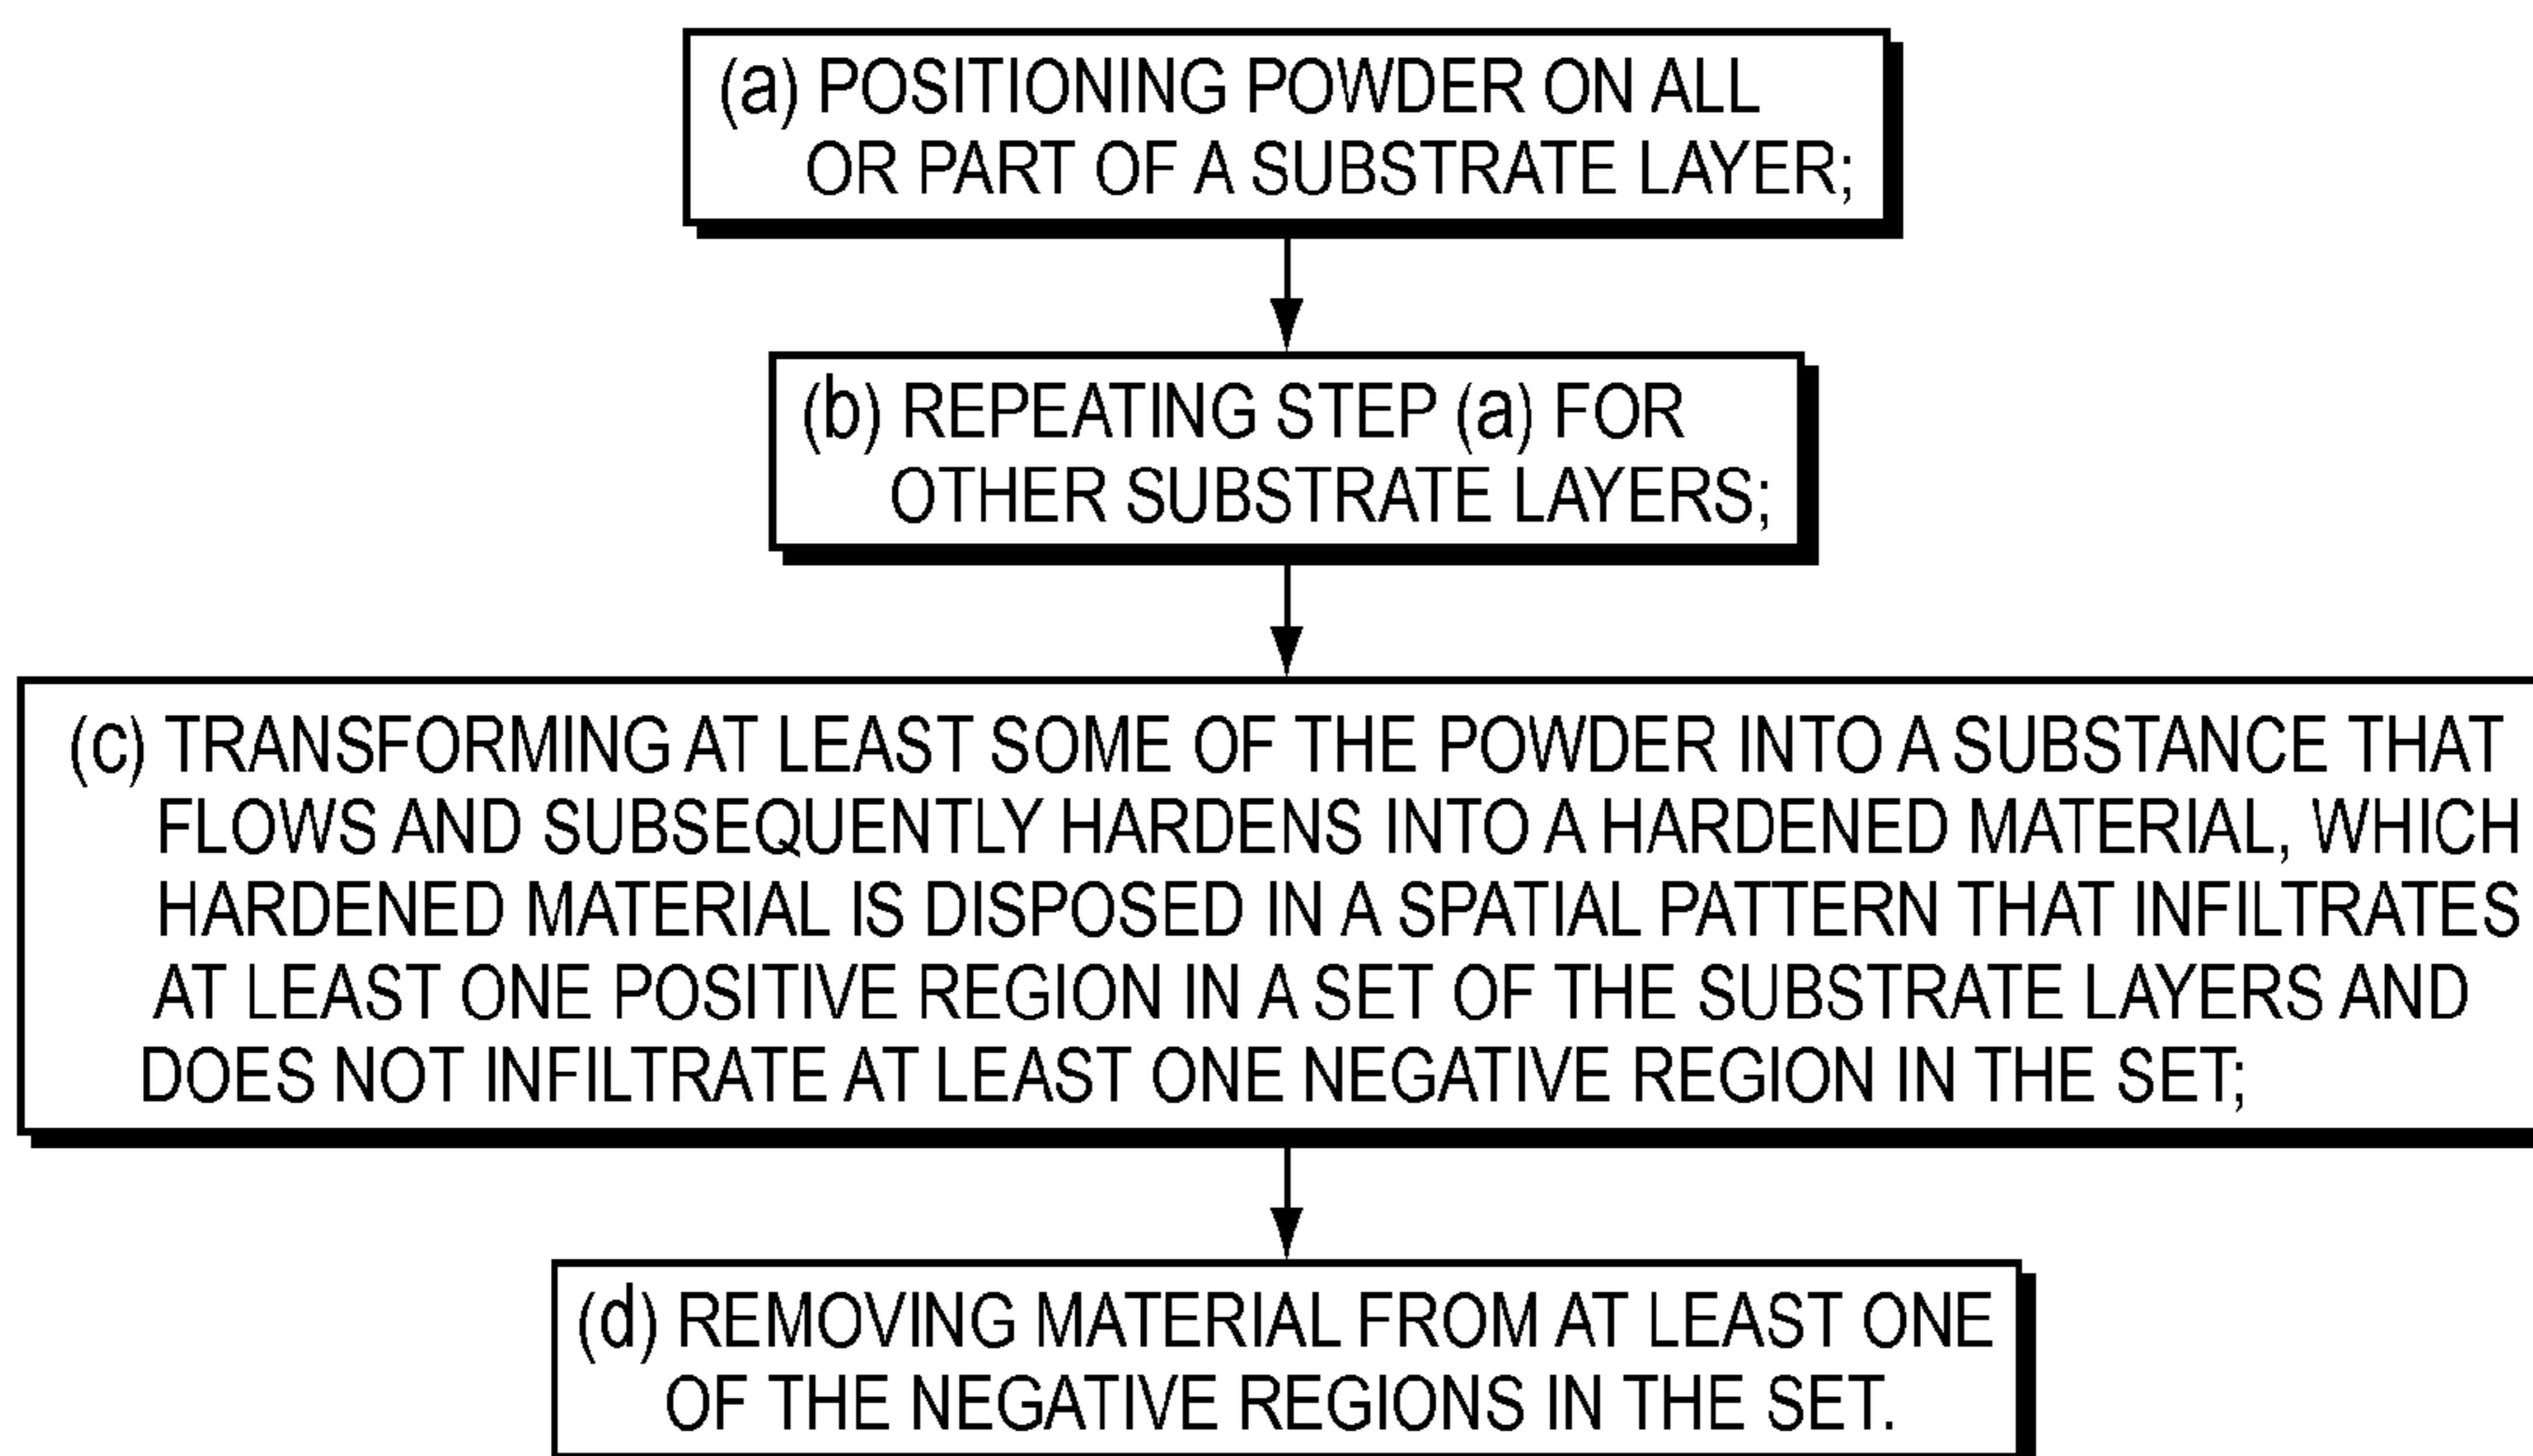 (a) POSITIONING POWDER ON ALL
OR PART OF A SUBSTRATE LAYER;
(b) REPEATING STEP (a) FOR
OTHER SUBSTRATE LAYERS;
(c) TRANSFORMING AT LEAST SOME OF THE POWDER INTO A SUBSTANCE THAT
FLOWS AND SUBSEQUENTLY HARDENS INTO A HARDENED MATERIAL, WHICH
HARDENED MATERIAL IS DISPOSED IN A SPATIAL PATTERN THAT INFILTRATES
AT LEAST ONE POSITIVE REGION IN A SET OF THE SUBSTRATE LAYERS AND
DOES NOT INFILTRATE AT LEAST ONE NEGATIVE REGION IN THE SET;
(d) REMOVING MATERIAL FROM AT LEAST ONE
OF THE NEGATIVE REGIONS IN THE SET.